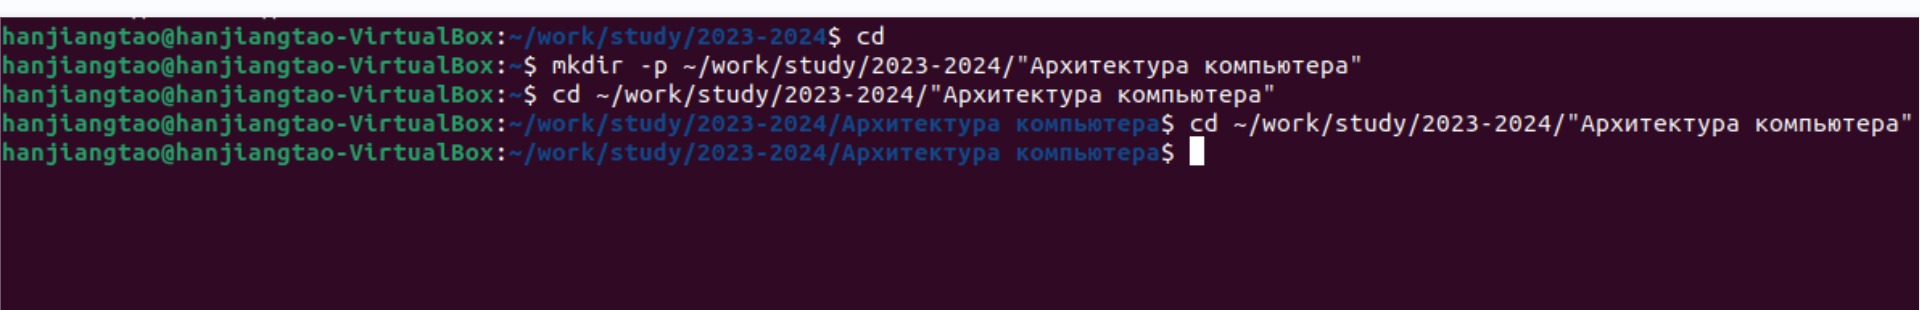 hanjiangtao@hanjiangtao-VirtualBox:~/work/study/2023-2024$ cd
hanjiangtao@hanjiangtao-VirtualBox:~$ mkdir -p ~/work/study/2023-2024/"Архитектура компьютера"
hanjiangtao@hanjiangtao-VirtualBox:~$ cd ~/work/study/2023-2024/"Архитектура компьютера"
hanjiangtao@hanjiangtao-VirtualBox:~/work/study/2023-2024/Архитектура компьютера$ cd ~/work/study/2023-2024/"Архитектура компьютера"
hanjiangtao@hanjiangtao-VirtualBox:~/work/study/2023-2024/Архитектура компьютера$